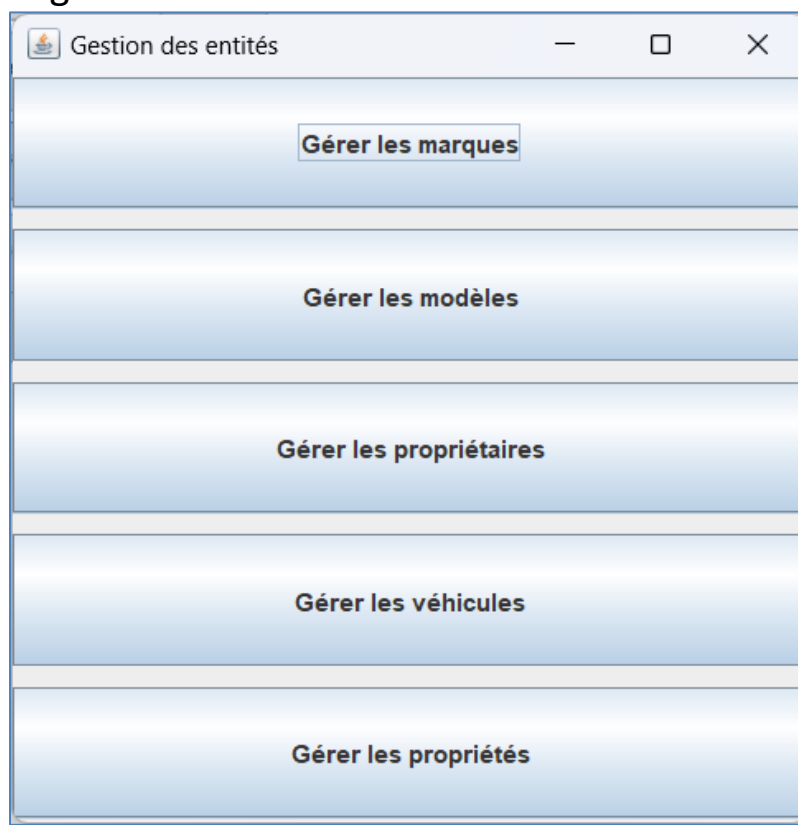 Gestion des entités
Gérer les marques
Gérer les modèles
Gérer les propriétaires
Gérer les véhicules
Gérer les propriétés